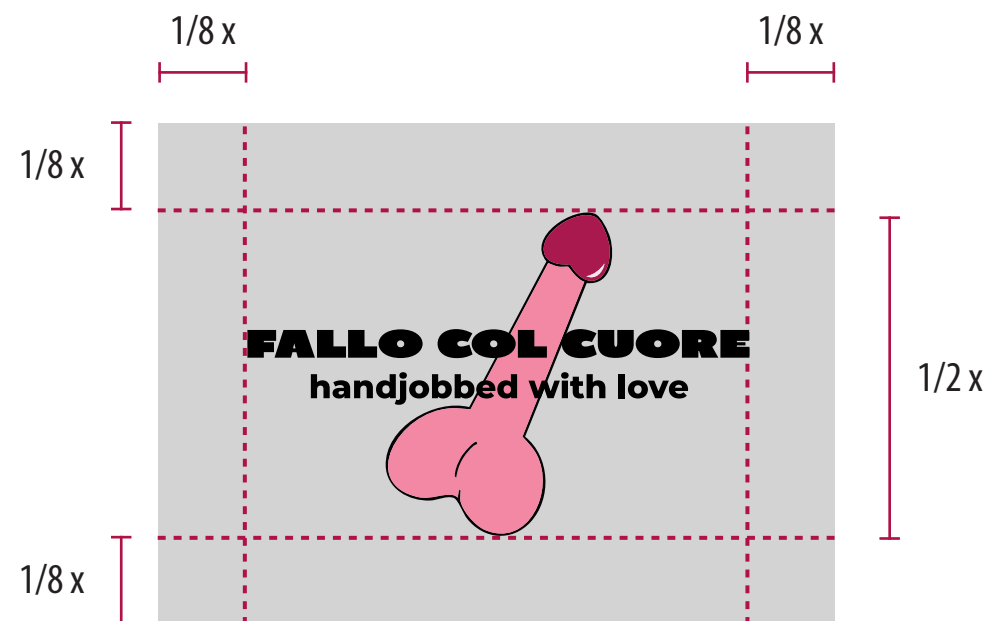 1/8 x
1/8 x
1/8 x
FALLO COL CUORE
handjobbed with love
1/2 x
1/8 x